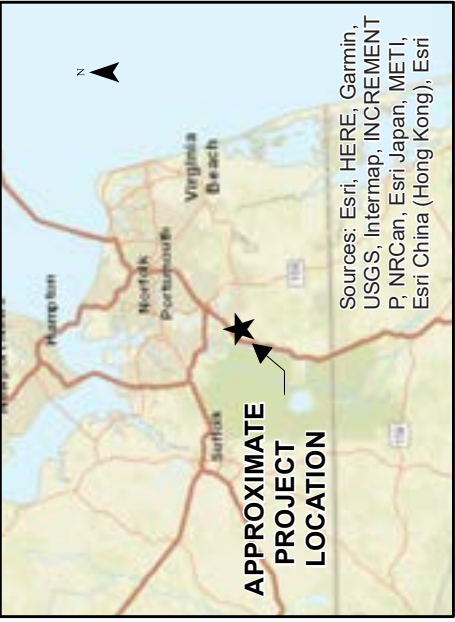 N
Hampton
Norfolk
Portsmouth
Virginia
Beach
Suffolk
APPROXIMATE
PROJECT
LOCATION
Sources: Esri, HERE, Garmin,
USGS, Intermap, INCREMENT
P, NRCan, Esri Japan, METI,
Esri China (Hong Kong), Esri